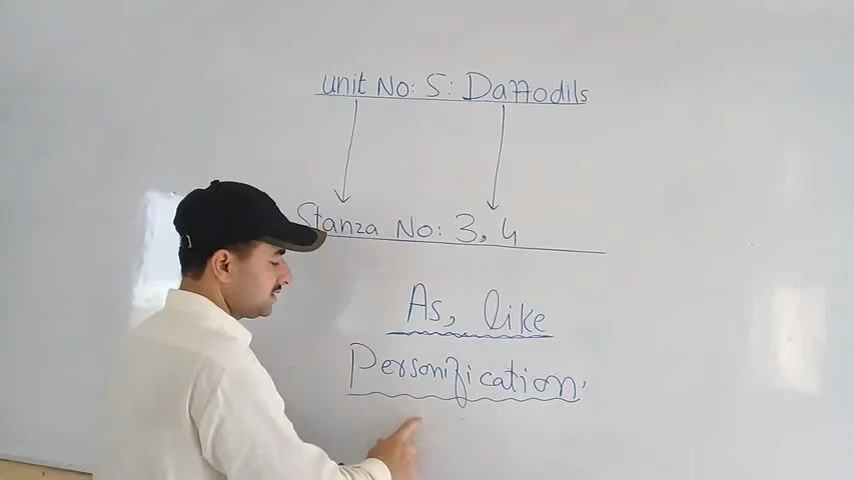 Unit No: 5: Daffodils
Stanza No: 3, 4
As, like
Personification.